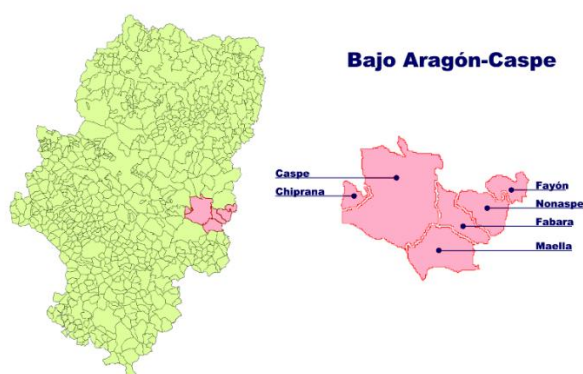 Bajo Aragón-Caspe
Caspe
Chiprana
Fayón
Nonaspe
Fabara
Maella